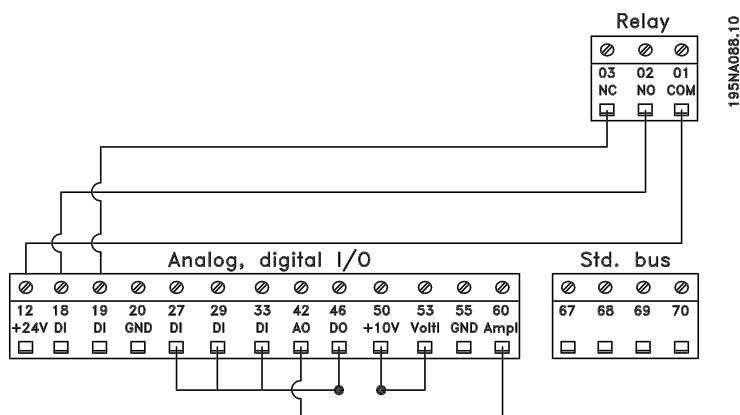 Relay
03 02 01
NC NO COM
195NA088.10
Analog, digital I/O
12 18 19 20 27 29 33 42 46 50 53 55 60
+24V DI DI GND DI DI DI AO DO +10V VoltI GND AmpI
Std. bus
67 68 69 70